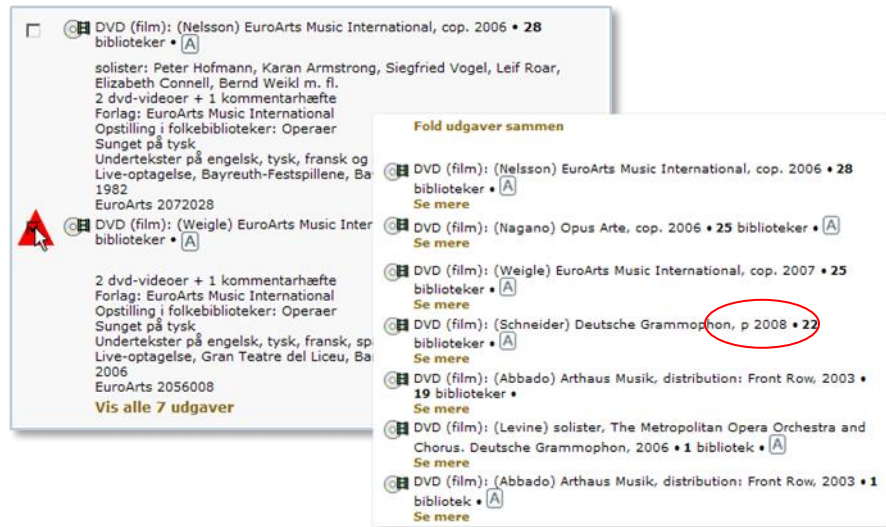 DVD (film): (Nelsson) EuroArts Music International, cop. 2006 • 28
biblioteker • A
solister: Peter Hofmann, Karan Armstrong, Siegfried Vogel, Leif Roar,
Elizabeth Connell, Bernd Weikl m. fl.
2 dvd-videoer + 1 kommentarhæfte
Forlag: EuroArts Music International
Opstilling i folkebiblioteker: Operaer
Sunget på tysk
Undertekster på engelsk, tysk, fransk og
Live-optagelse, Bayreuth-Festspillene, Ba
1982
EuroArts 2072028
DVD (film): (Weigle) EuroArts Music Inter
biblioteker • A
2 dvd-videoer + 1 kommentarhæfte
Forlag: EuroArts Music International
Opstilling i folkebiblioteker: Operaer
Sunget på tysk
Undertekster på engelsk, tysk, fransk, sp
Live-optagelse, Gran Teatre del Liceu, Ba
2006
EuroArts 2056008
Vis alle 7 udgaver
Fold udgaver sammen
DVD (film): (Nelsson) EuroArts Music International, cop. 2006 • 28
biblioteker • A
Se mere
DVD (film): (Nagano) Opus Arte, cop. 2006 • 25 biblioteker • A
Se mere
DVD (film): (Weigle) EuroArts Music International, cop. 2007 • 25
biblioteker • A
Se mere
DVD (film): (Schneider) Deutsche Grammophon, p 2008 • 22
biblioteker • A
Se mere
DVD (film): (Abbado) Arthaus Musik, distribution: Front Row, 2003 •
19 biblioteker •
Se mere
DVD (film): (Levine) solister, The Metropolitan Opera Orchestra and
Chorus. Deutsche Grammophon, 2006 • 1 bibliotek • A
Se mere
DVD (film): (Abbado) Arthaus Musik, distribution: Front Row, 2003 • 1
bibliotek • A
Se mere